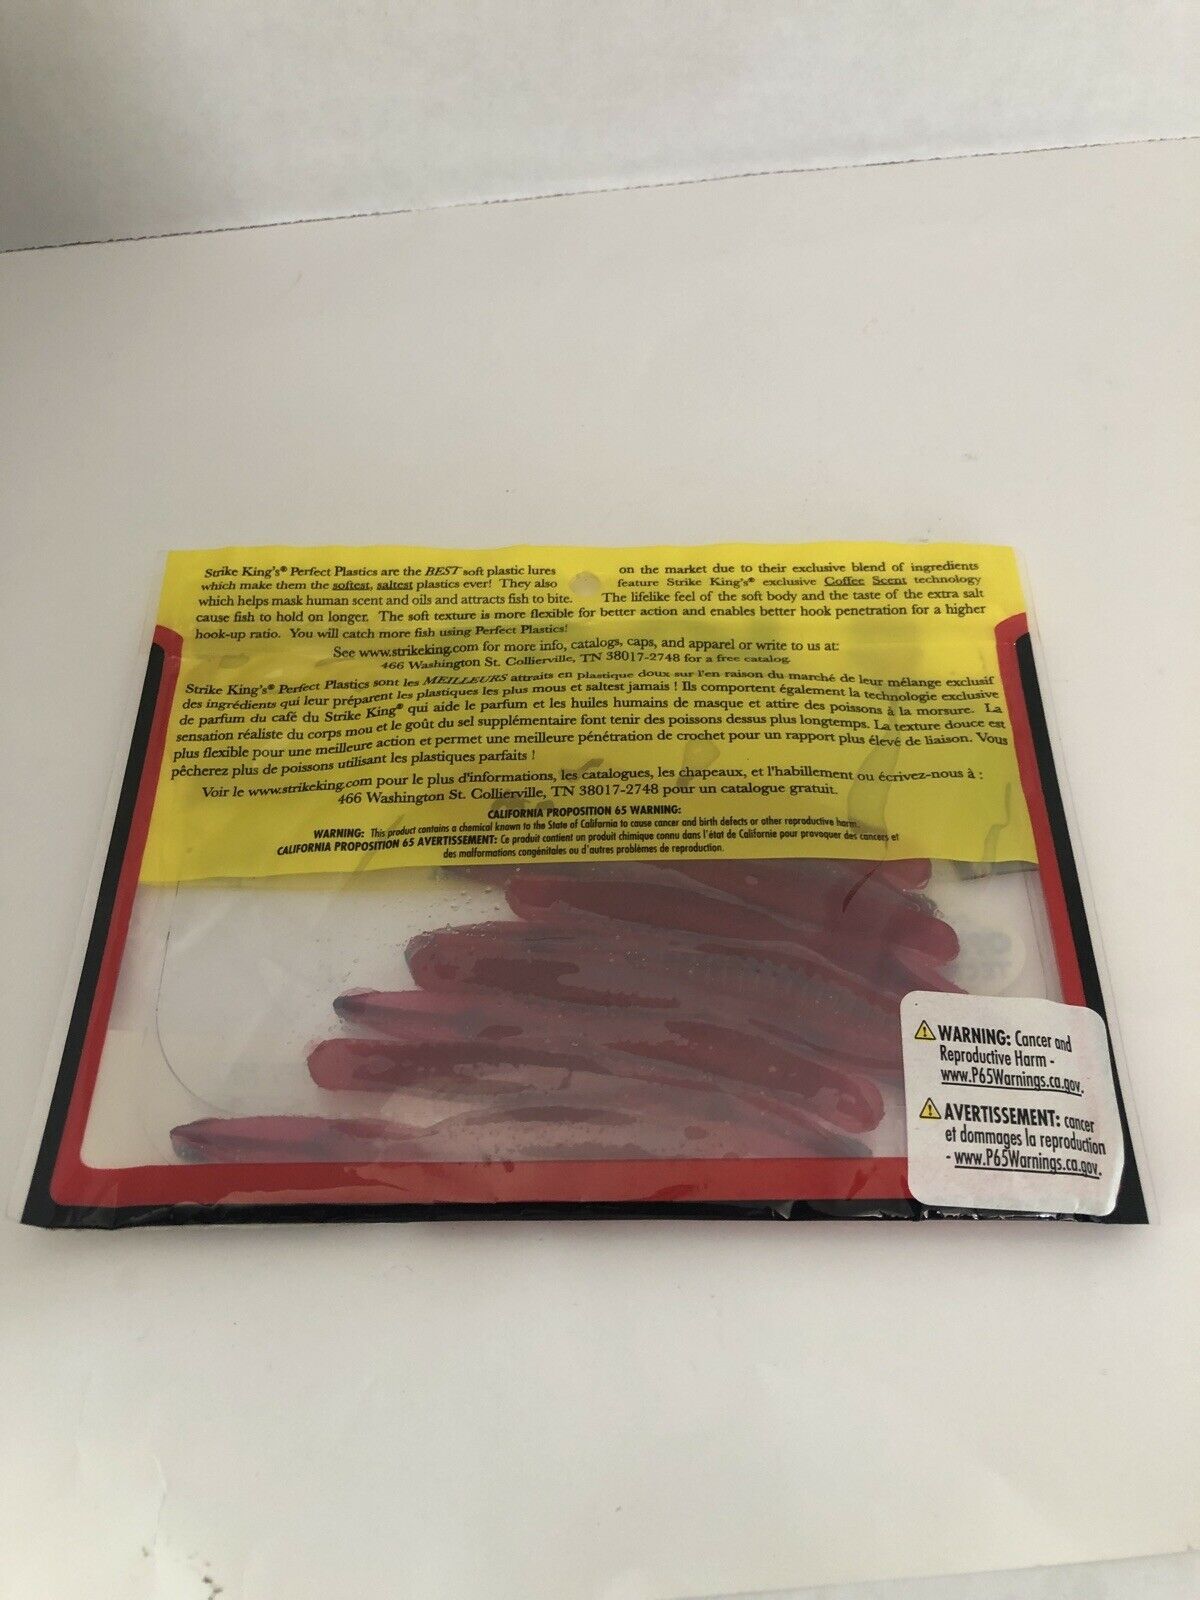 Strike King's® Perfect Plastics are the BEST soft plastic lures on the market due to their exclusive blend of ingredients
which make them the softest, saltest plastics ever! They also feature Strike King's® exclusive Coffee Scent technology
which helps mask human scent and oils and attracts fish to bite. The lifelike feel of the soft body and the taste of the extra salt
cause fish to hold on longer. The soft texture is more flexible for better action and enables better hook penetration for a higher
hook-up ratio. You will catch more fish using Perfect Plastics!
See www.strikeking.com for more info, catalogs, caps, and apparel or write to us at:
466 Washington St. Collierville, TN 38017-2748 for a free catalog.
Strike King's® Perfect Plastics sont les MEILLEURS attraits en plastique doux sur l'en raison du marché de leur mélange exclusif
des ingrédients qui leur préparent les plastiques les plus mous et saltest jamais ! Ils comportent également la technologie exclusive
de parfum du café du Strike King® qui aide le parfum et les huiles humains de masque et attire des poissons à la morsure. La
sensation réaliste du corps mou et le goût du sel supplémentaire font tenir des poissons dessus plus longtemps. La texture douce est
plus flexible pour une meilleure action et permet une meilleure pénétration de crochet pour un rapport plus élevé de liaison. Vous
pêcherez plus de poissons utilisant les plastiques parfaits !
Voir le www.strikeking.com pour le plus d'informations, les catalogues, les chapeaux, et l'habillement ou écrivez-nous à :
466 Washington St. Collierville, TN 38017-2748 pour un catalogue gratuit.
CALIFORNIA PROPOSITION 65 WARNING:
WARNING: This product contains a chemical known to the State of California to cause cancer and birth defects or other reproductive harm.
CALIFORNIA PROPOSITION 65 AVERTISSEMENT: Ce produit contient un produit chimique connu dans l'état de Californie pour provoquer des cancers et
des malformations congénitales ou d'autres problèmes de reproduction.
WARNING: Cancer and
Reproductive Harm -
www.P65Warnings.ca.gov.
AVERTISSEMENT: cancer
et dommages la reproduction
- www.P65Warnings.ca.gov.